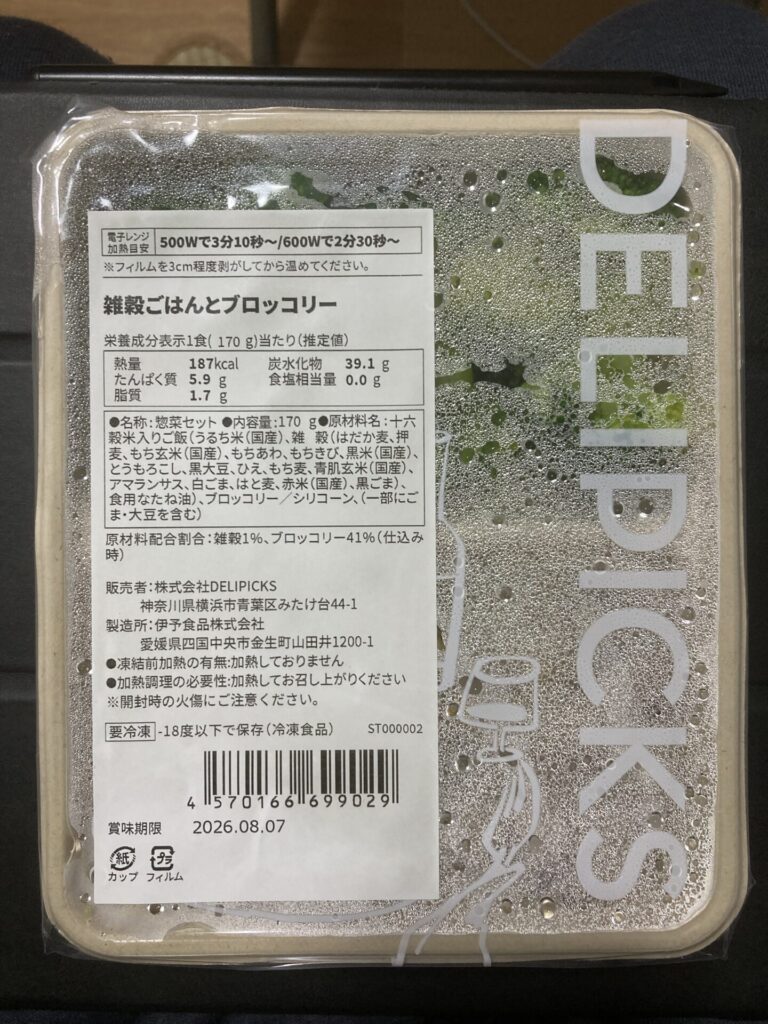 電子レンジ
加熱目安
500Wで3分10秒～/600Wで2分30秒～
※フィルムを3cm程度剥がしてから温めてください。
雑穀ごはんとブロッコリー
栄養成分表示1食( 170 g)当たり(推定値)
熱量 187kcal 炭水化物 39.1 g
たんぱく質 5.9 g 食塩相当量 0.0 g
脂質 1.7 g
●名称:惣菜セット ●内容量:170 g●原材料名:十六
穀米入りご飯(うるち米(国産)、雑 穀(はだか麦、押
麦、もち玄米(国産)、もちあわ、もちきび、黒米(国産)、
とうもろこし、黒大豆、ひえ、もち麦、青肌玄米(国産)、
アマランサス、白ごま、はと麦、赤米(国産)、黒ごま)、
食用なたね油)、ブロッコリー／シリコーン、(一部にご
ま・大豆を含む)
原材料配合割合:雑穀1%、ブロッコリー41%(仕込み
時)
販売者:株式会社DELIPICKS
神奈川県横浜市青葉区みたけ台44-1
製造所:伊予食品株式会社
愛媛県四国中央市金生町山田井1200-1
●凍結前加熱の有無:加熱しておりません
●加熱調理の必要性:加熱してお召し上がりください
※開封時の火傷にご注意ください。
要冷凍 -18度以下で保存(冷凍食品) ST000002
4 570166 699029
賞味期限 2026.08.07
紙 プラ
カップ フィルム
DELIPICKS